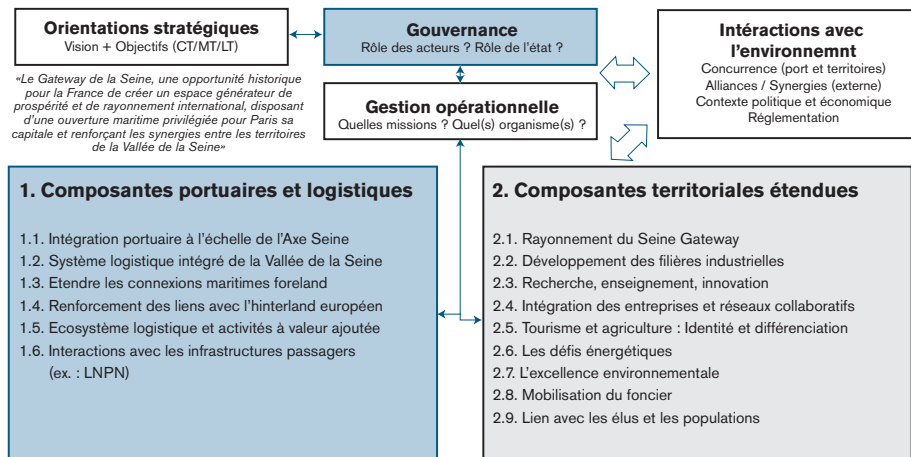 Orientations stratégiques
Vision + Objectifs (CT/MT/LT)
«Le Gateway de la Seine, une opportunité historique
pour la France de créer un espace générateur de
prospérité et de rayonnement international, disposant
d'une ouverture maritime privilégiée pour Paris sa
capitale et renforçant les synergies entre les territoires
de la Vallée de la Seine»
Gouvernance
Rôle des acteurs ? Rôle de l'état ?
Gestion opérationnelle
Quelles missions ? Quel(s) organisme(s) ?
Intéractions avec
l'environnemnt
Concurrence (port et territoires)
Alliances / Synergies (externe)
Contexte politique et économique
Réglementation
1. Composantes portuaires et logistiques
1.1. Intégration portuaire à l'échelle de l'Axe Seine
1.2. Système logistique intégré de la Vallée de la Seine
1.3. Etendre les connexions maritimes foreland
1.4. Renforcement des liens avec l'hinterland européen
1.5. Ecosystème logistique et activités à valeur ajoutée
1.6. Interactions avec les infrastructures passagers
(ex. : LNPN)
2. Composantes territoriales étendues
2.1. Rayonnement du Seine Gateway
2.2. Développement des filières industrielles
2.3. Recherche, enseignement, innovation
2.4. Intégration des entreprises et réseaux collaboratifs
2.5. Tourisme et agriculture : Identité et différenciation
2.6. Les défis énergétiques
2.7. L'excellence environnementale
2.8. Mobilisation du foncier
2.9. Lien avec les élus et les populations